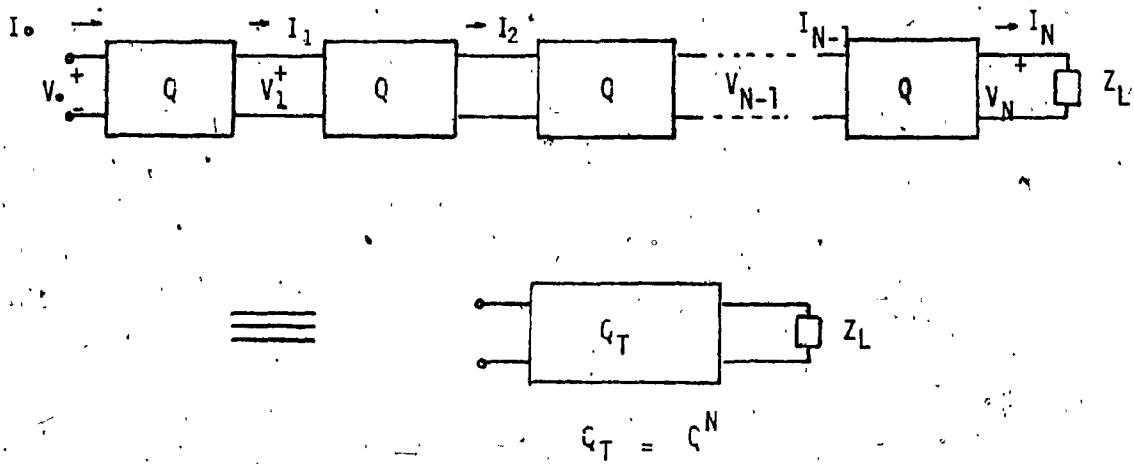 I₀ I₁ I₂ I_{N-1} I_N
V₀ + - Q V₁ + Q Q V_{N-1} Q V_N + Z_L
Q_T Z_L
Q_T = Q^N